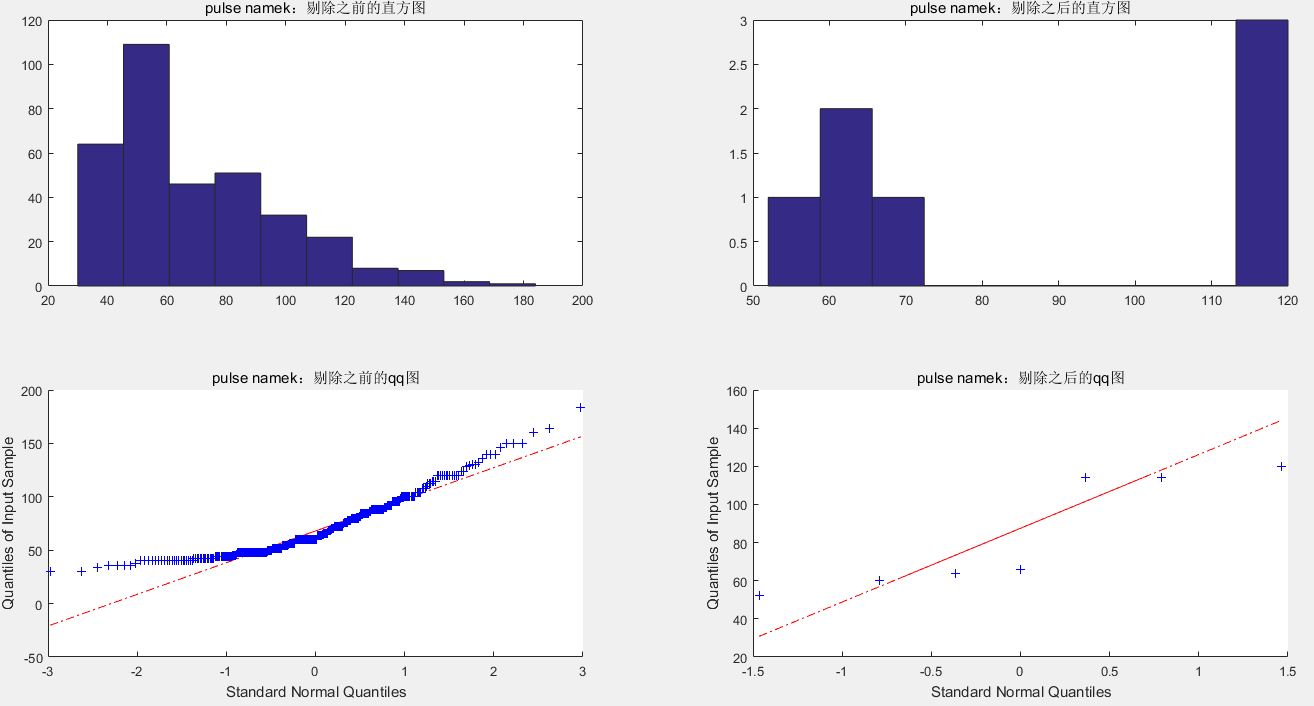 pulse namek：剔除之前的直方图
120
100
80
60
40
20
0
20 40 60 80 100 120 140 160 180 200
pulse namek：剔除之后的直方图
3
2.5
2
1.5
1
0.5
0
50 60 70 80 90 100 110 120
pulse namek：剔除之前的qq图
Quantiles of Input Sample
200
150
100
50
0
-50
-3 -2 -1 0 1 2 3
Standard Normal Quantiles
pulse namek：剔除之后的qq图
Quantiles of Input Sample
160
140
120
100
80
60
40
20
-1.5 -1 -0.5 0 0.5 1 1.5
Standard Normal Quantiles